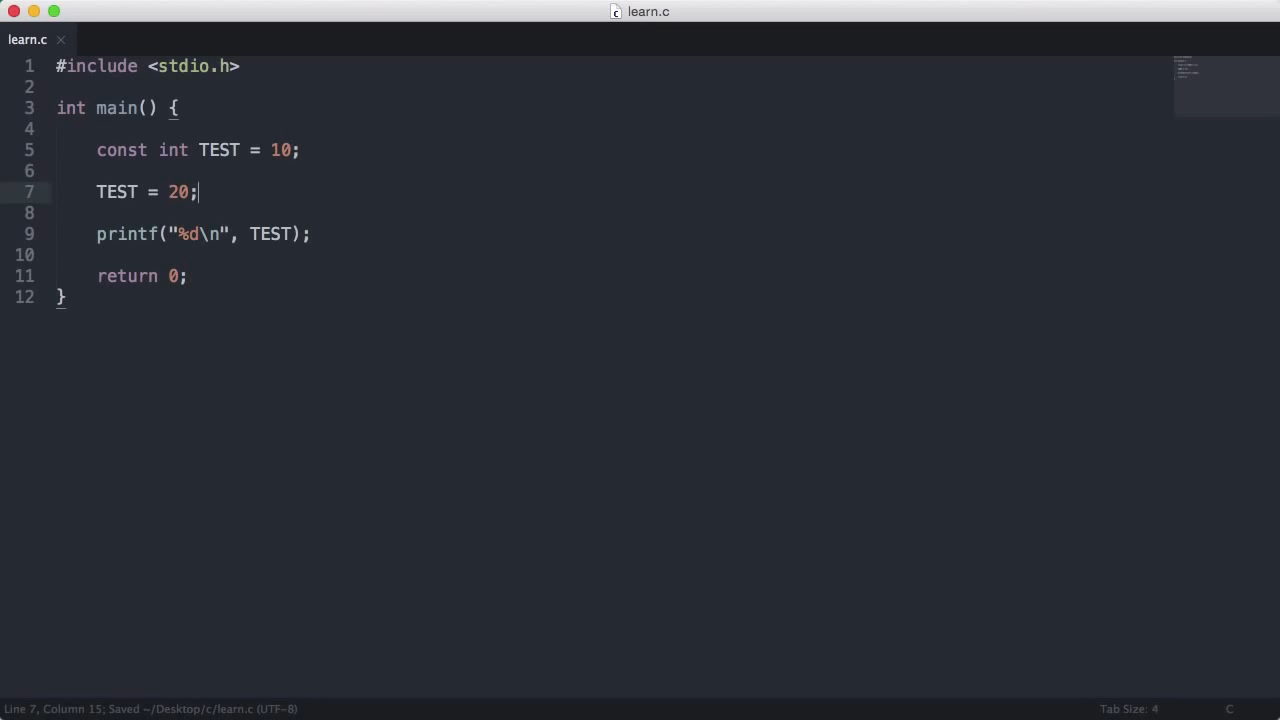 learn.c
learn.c ×
1 #include <stdio.h>
2
3 int main() {
4
5     const int TEST = 10;
6
7     TEST = 20;
8
9     printf("%d\n", TEST);
10
11     return 0;
12 }
Line 7, Column 15; Saved ~/Desktop/c/learn.c (UTF-8) Tab Size: 4 C